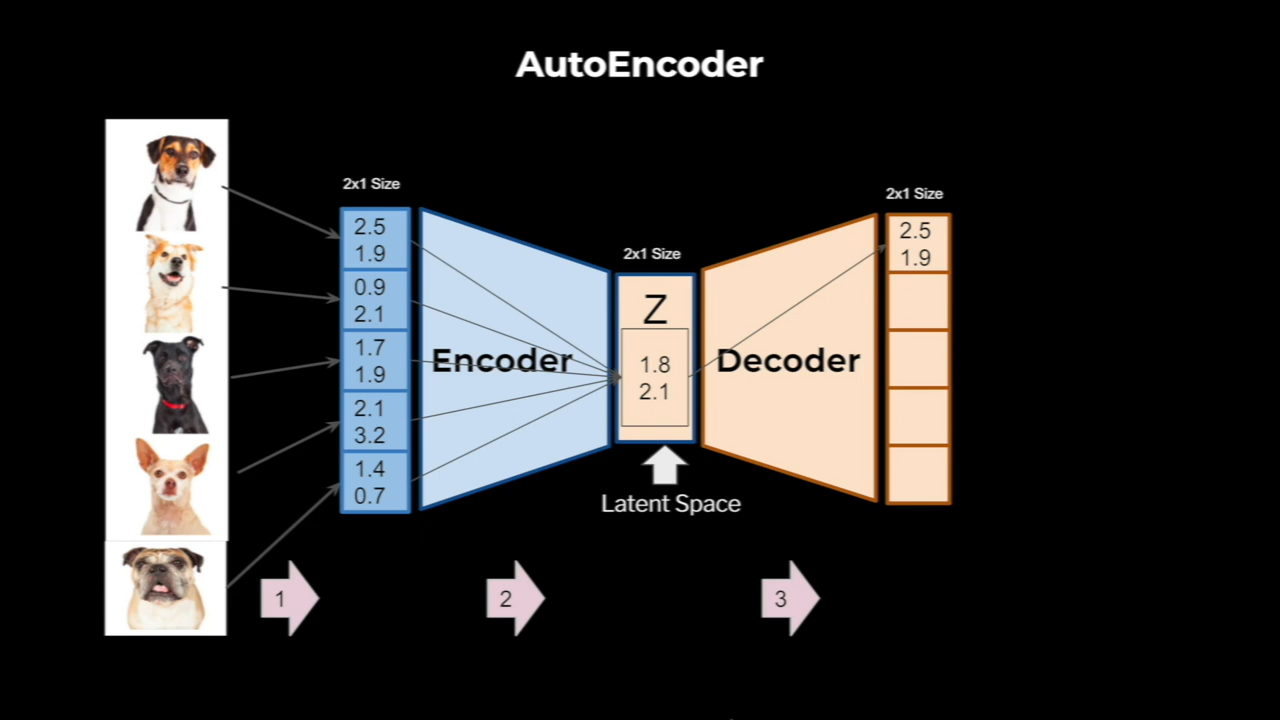 AutoEncoder
2x1 Size
2.5
1.9
0.9
2.1
1.7
1.9
2.1
3.2
1.4
0.7
Encoder
2x1 Size
Z
1.8
2.1
Latent Space
Decoder
2x1 Size
2.5
1.9
1
2
3